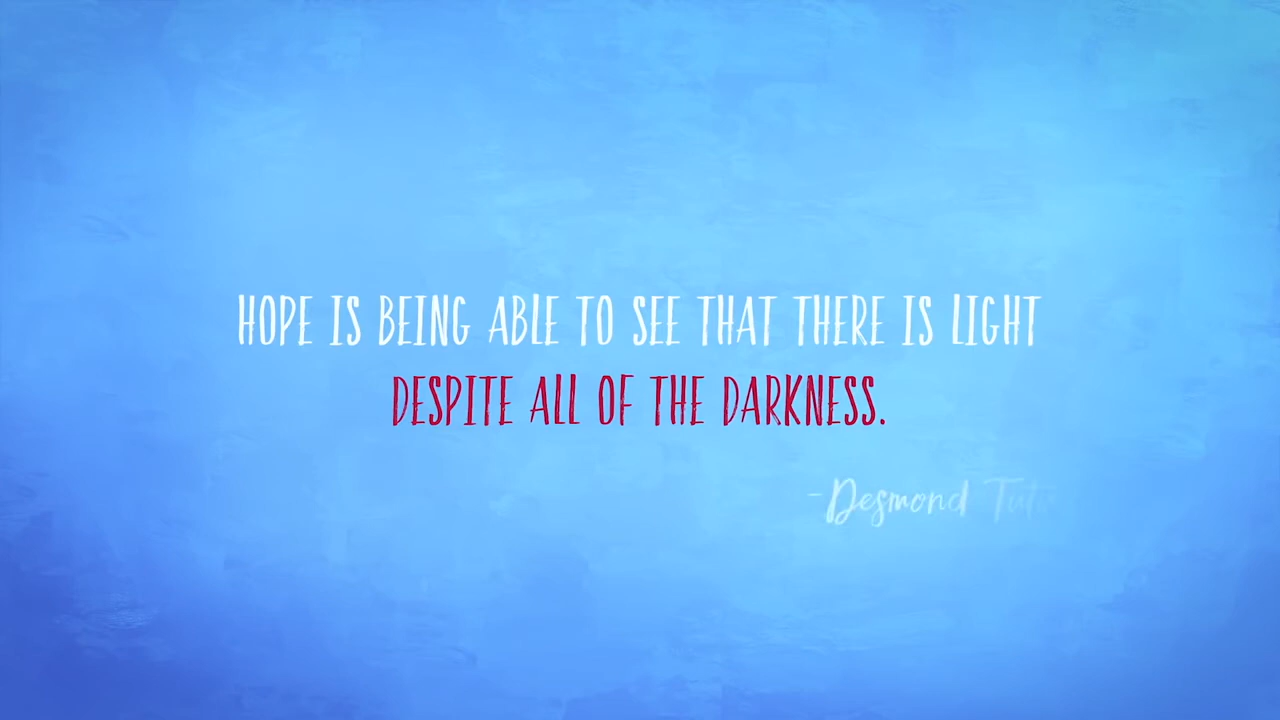 HOPE IS BEING ABLE TO SEE THAT THERE IS LIGHT
DESPITE ALL OF THE DARKNESS.
-Desmond Tutu